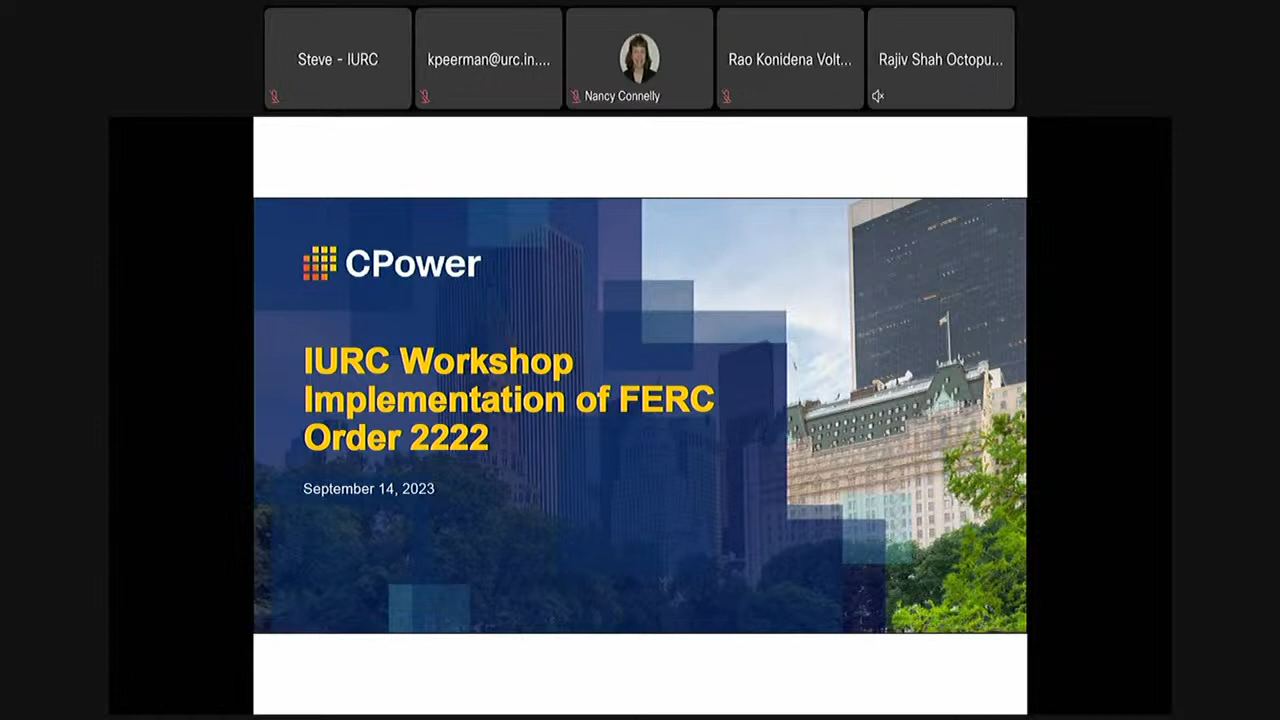 Steve - IURC
kpeerman@urc.in....
Nancy Connelly
Rao Konidena Volt...
Rajiv Shah Octopu...
CPower
IURC Workshop
Implementation of FERC
Order 2222
September 14, 2023